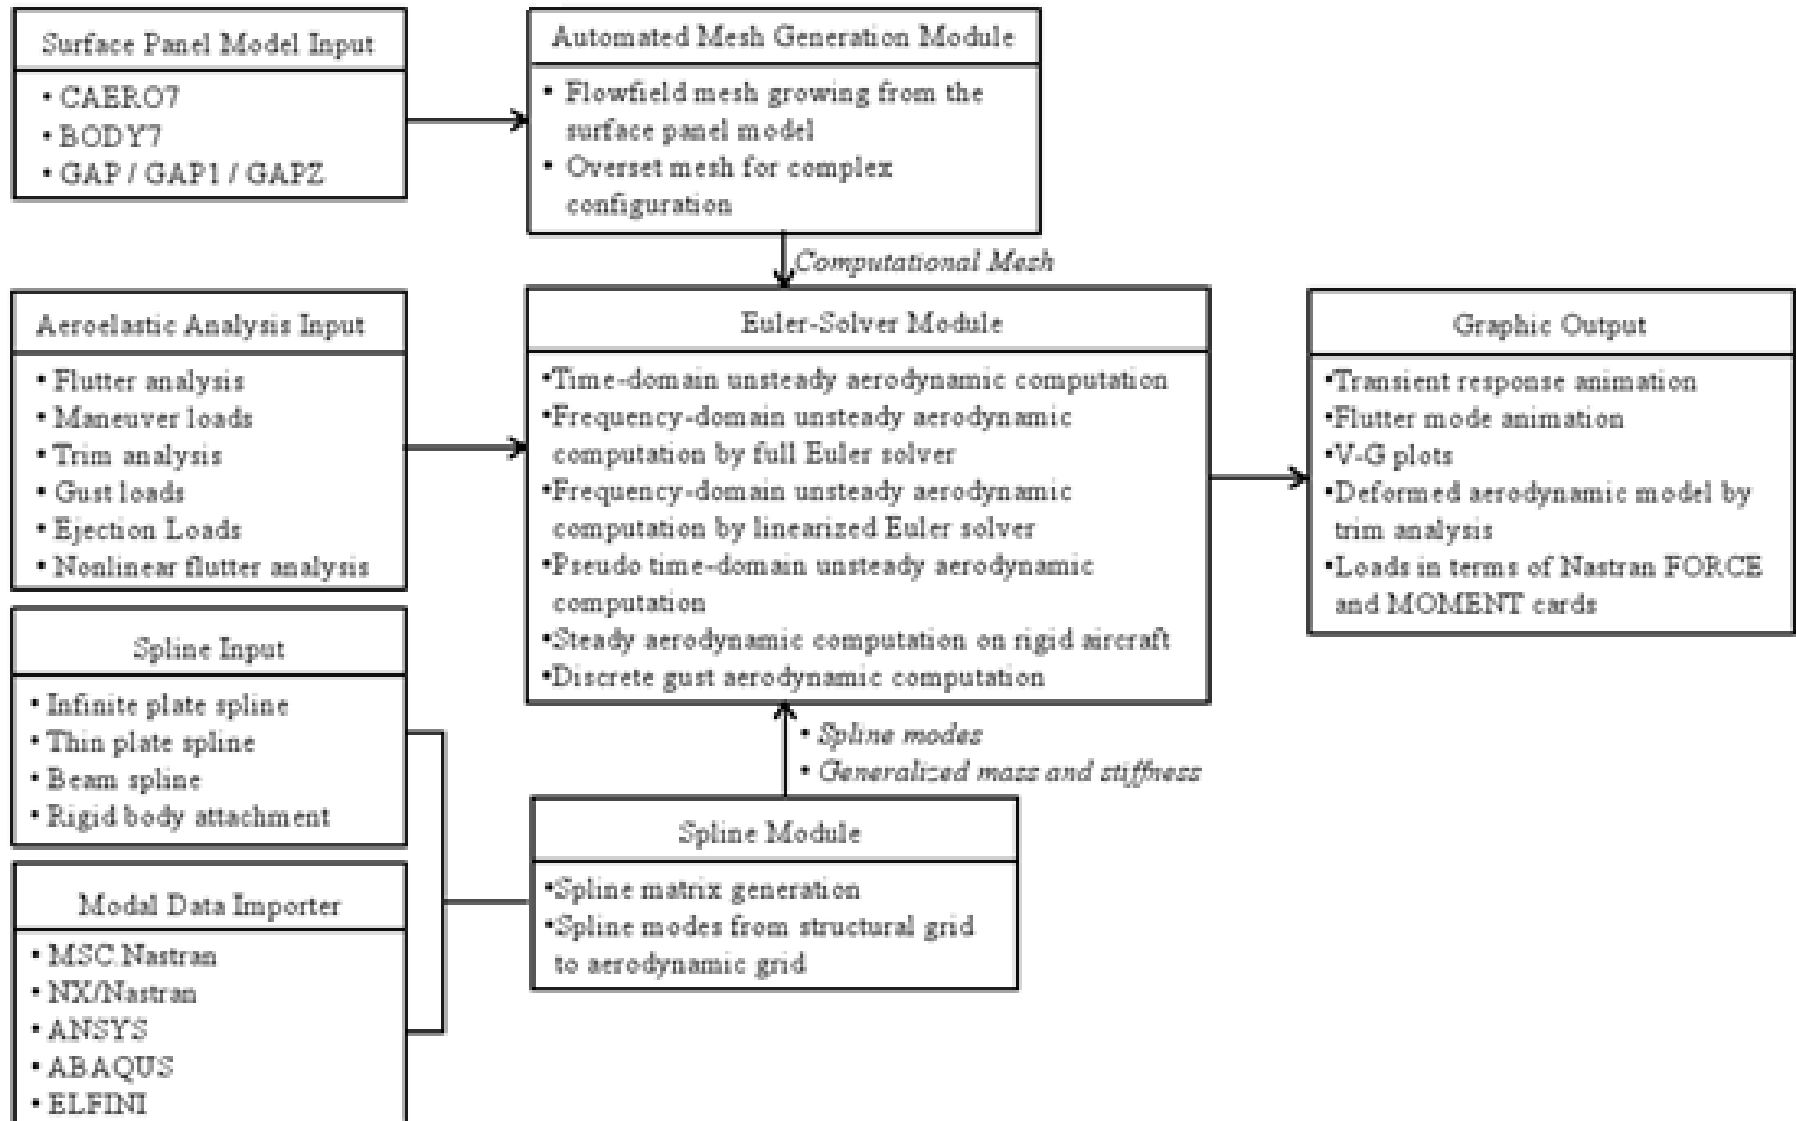 Surface Panel Model Input
• CAERO7
• BODY7
• GAP / GAP1 / GAPZ
Automated Mesh Generation Module
• Flowfield mesh growing from the
surface panel model
• Overset mesh for complex
configuration
Computational Mesh
Aeroelastic Analysis Input
• Flutter analysis
• Maneuver loads
• Trim analysis
• Gust loads
• Ejection Loads
• Nonlinear flutter analysis
Euler-Solver Module
•Time-domain unsteady aerodynamic computation
•Frequency-domain unsteady aerodynamic
computation by full Euler solver
•Frequency-domain unsteady aerodynamic
computation by linearized Euler solver
•Pseudo time-domain unsteady aerodynamic
computation
•Steady aerodynamic computation on rigid aircraft
•Discrete gust aerodynamic computation
Graphic Output
•Transient response animation
•Flutter mode animation
•V-G plots
•Deformed aerodynamic model by
trim analysis
•Loads in terms of Nastran FORCE
and MOMENT cards
Spline Input
• Infinite plate spline
• Thin plate spline
• Beam spline
• Rigid body attachment
• Spline modes
• Generalized mass and stiffness
Spline Module
•Spline matrix generation
•Spline modes from structural grid
to aerodynamic grid
Modal Data Importer
• MSC.Nastran
• NX/Nastran
• ANSYS
• ABAQUS
• ELFINI